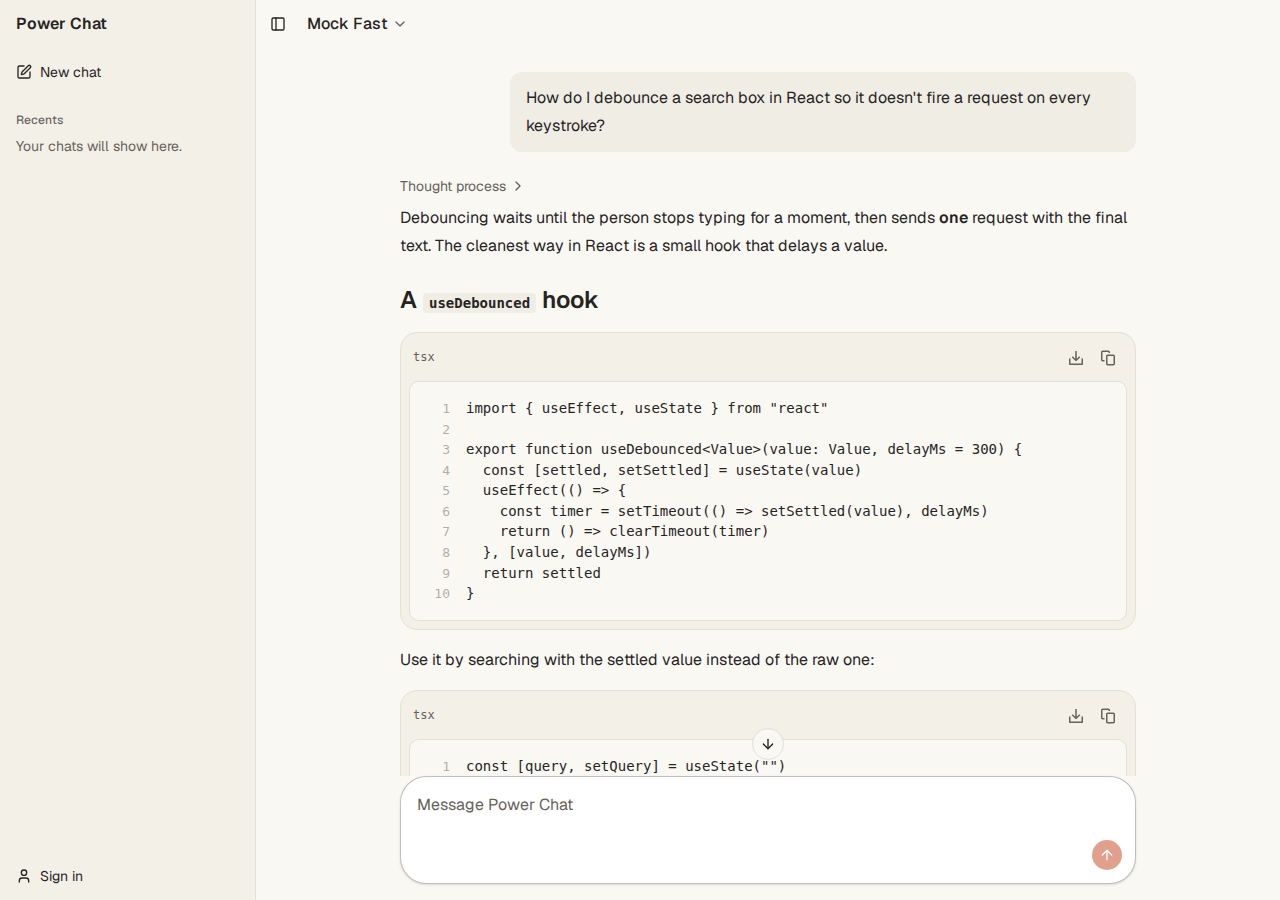 Power Chat
New chat
Recents
Your chats will show here.
Sign in
Mock Fast
How do I debounce a search box in React so it doesn't fire a request on every
keystroke?
Thought process
Debouncing waits until the person stops typing for a moment, then sends one request with the final
text. The cleanest way in React is a small hook that delays a value.
A useDebounced hook
tsx
1 import { useEffect, useState } from "react"
2
3 export function useDebounced<Value>(value: Value, delayMs = 300) {
4   const [settled, setSettled] = useState(value)
5   useEffect(() => {
6     const timer = setTimeout(() => setSettled(value), delayMs)
7     return () => clearTimeout(timer)
8   }, [value, delayMs])
9   return settled
10 }
Use it by searching with the settled value instead of the raw one:
tsx
1 const [query, setQuery] = useState("")
Message Power Chat